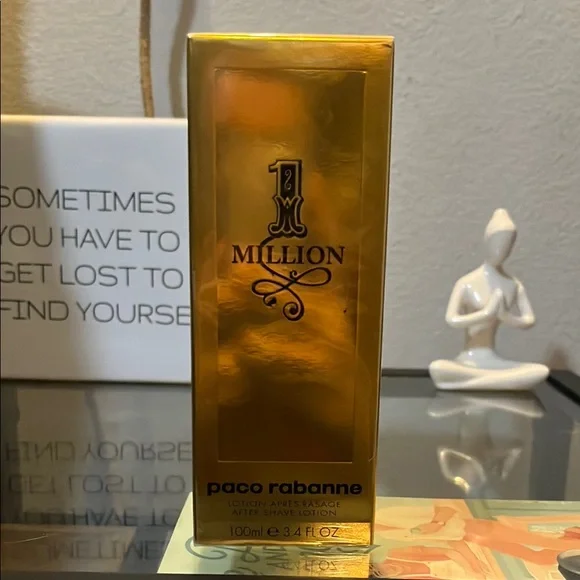 SOMETIMES
YOU HAVE TO
GET LOST TO
FIND YOURSE
1
MILLION
paco rabanne
LOTION APRÈS RASAGE
AFTER SHAVE LOTION
100ml e 3.4 FL OZ